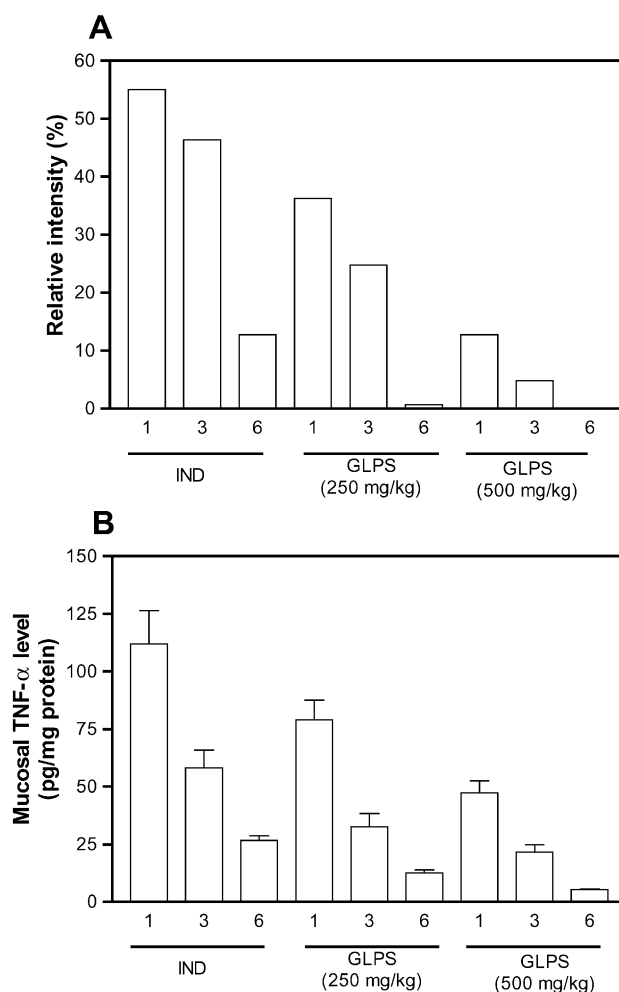 A
Relative intensity (%)
60
50
40
30
20
10
0
1 3 6 1 3 6 1 3 6
IND
GLPS
(250 mg/kg)
GLPS
(500 mg/kg)
B
Mucosal TNF-α level
(pg/mg protein)
150
125
100
75
50
25
0
1 3 6 1 3 6 1 3 6
IND
GLPS
(250 mg/kg)
GLPS
(500 mg/kg)